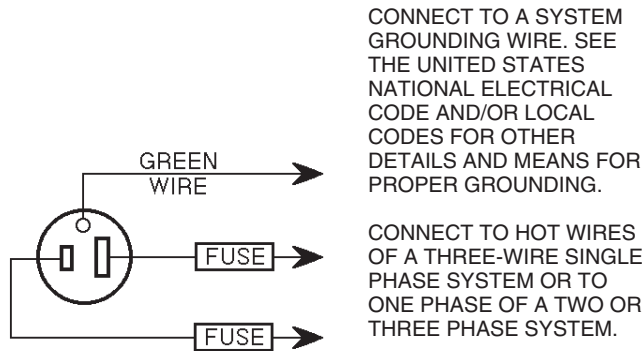 CONNECT TO A SYSTEM
GROUNDING WIRE. SEE
THE UNITED STATES
NATIONAL ELECTRICAL
CODE AND/OR LOCAL
CODES FOR OTHER
DETAILS AND MEANS FOR
PROPER GROUNDING.
GREEN
WIRE
CONNECT TO HOT WIRES
OF A THREE-WIRE SINGLE
PHASE SYSTEM OR TO
ONE PHASE OF A TWO OR
THREE PHASE SYSTEM.
FUSE
FUSE